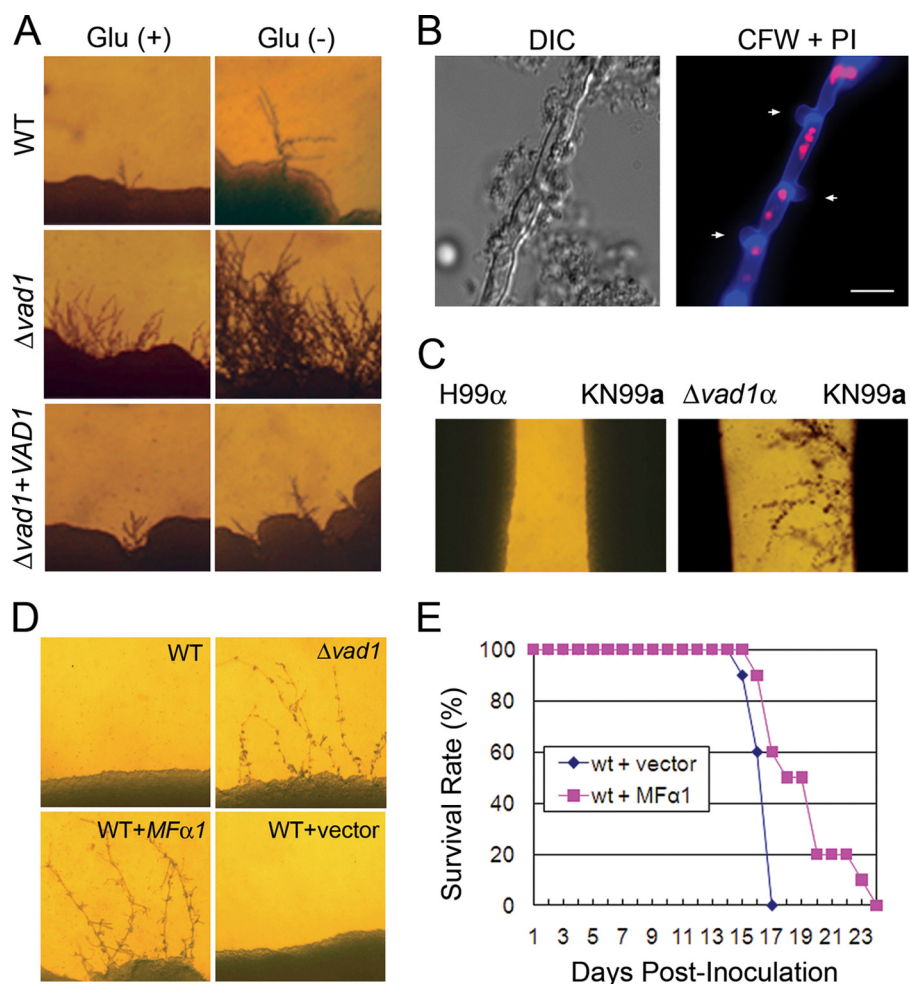 A
Glu (+) Glu (-)
WT
Δvad1
Δvad1+VAD1
B
DIC CFW + PI
C
H99α KN99a Δvad1α KN99a
D
WT Δvad1
WT+MFα1 WT+vector
E
100
80
60
40
20
0
Survival Rate (%)
wt + vector
wt + MFα1
1 3 5 7 9 11 13 15 17 19 21 23
Days Post-Inoculation